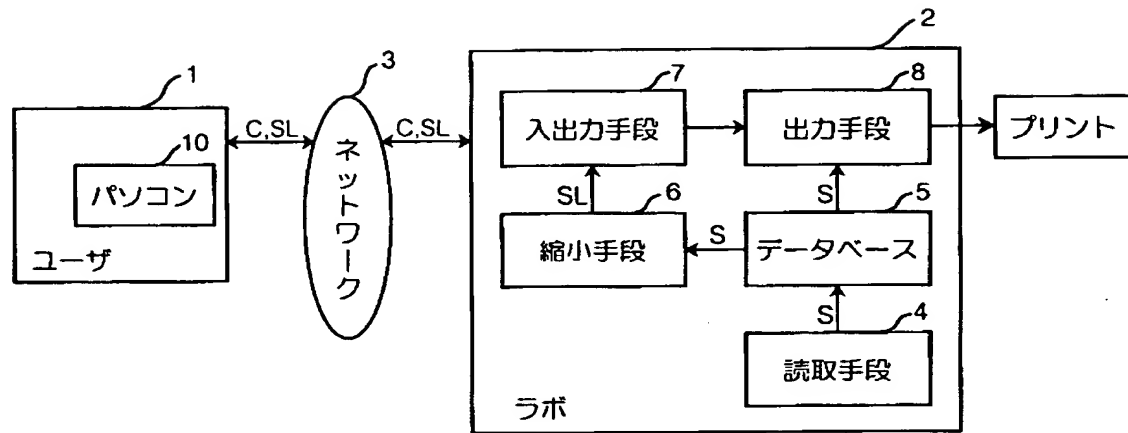 1
10
パソコン
ユーザ
C,SL
3
ネットワーク
C,SL
2
7
入出力手段
8
出力手段
プリント
SL
6
縮小手段
S
S
5
データベース
S
4
読取手段
ラボ